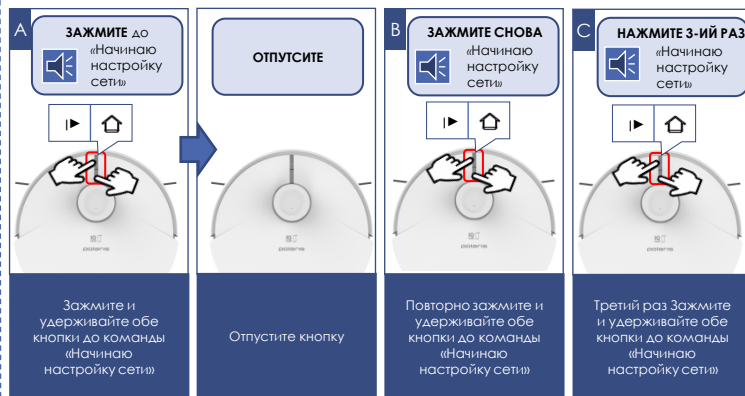 A
ЗАЖМИТЕ до
«Начинаю
настройку
сети»
Зажмите и
удерживайте обе
кнопки до команды
«Начинаю
настройку сети»
ОТПУТСИТЕ
Отпустите кнопку
B
ЗАЖМИТЕ СНОВА
«Начинаю
настройку
сети»
Повторно зажмите и
удерживайте обе
кнопки до команды
«Начинаю
настройку сети»
C
НАЖМИТЕ 3-ИЙ РАЗ
«Начинаю
настройку
сети»
Третий раз Зажмите
и удерживайте обе
кнопки до команды
«Начинаю
настройку сети»
polaris
polaris
polaris
polaris